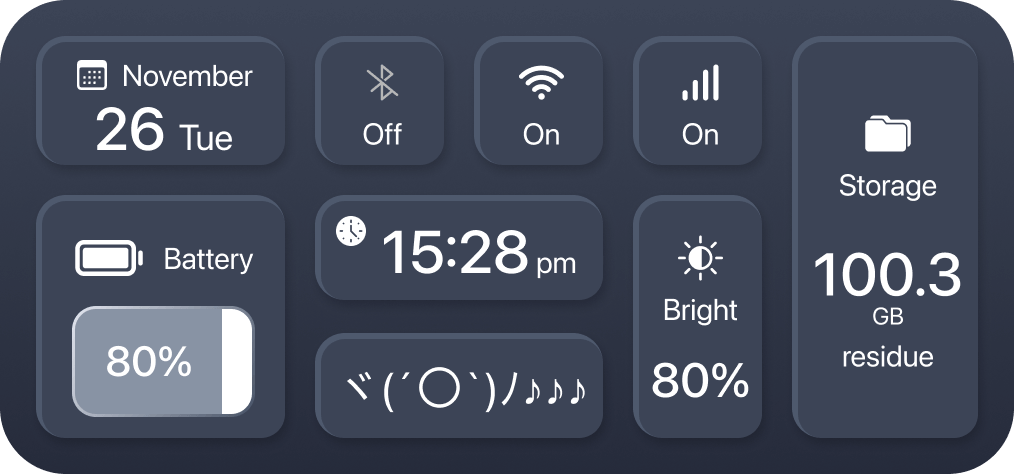 November
26 Tue
Off
On
On
Storage
100.3
GB
residue
Battery
80%
15:28 pm
ヾ(´〇`)ﾉ♪♪♪
Bright
80%